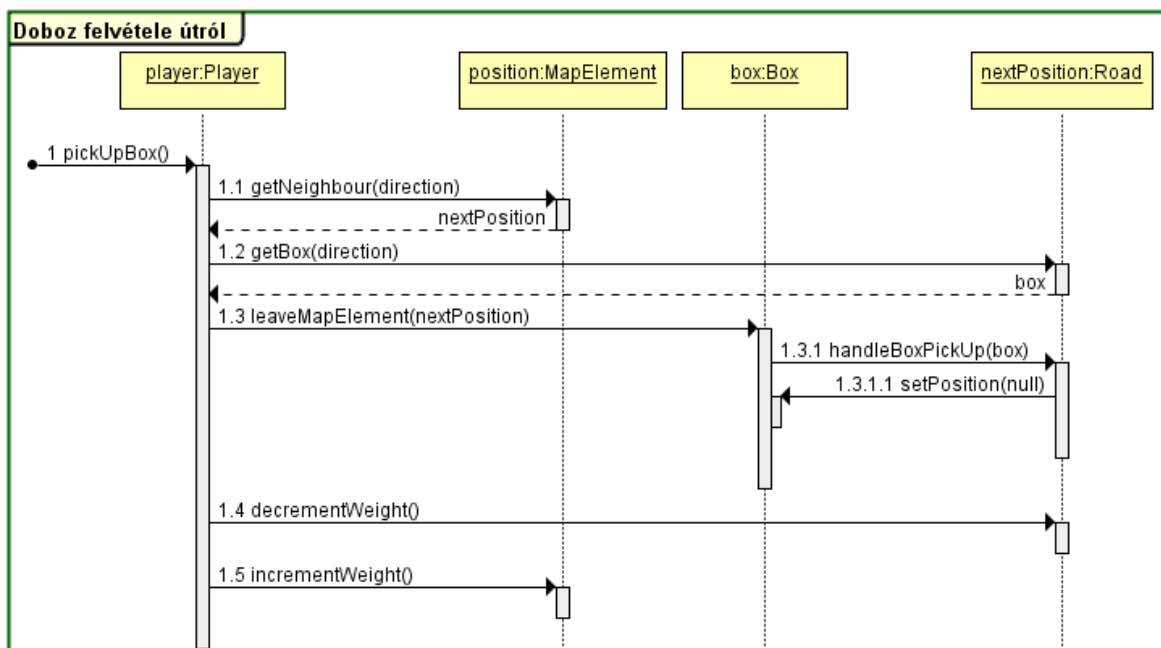 Doboz felvétele útról
player:Player
position:MapElement
box:Box
nextPosition:Road
1 pickUpBox()
1.1 getNeighbour(direction)
nextPosition
1.2 getBox(direction)
box
1.3 leaveMapElement(nextPosition)
1.3.1 handleBoxPickUp(box)
1.3.1.1 setPosition(null)
1.4 decrementWeight()
1.5 incrementWeight()